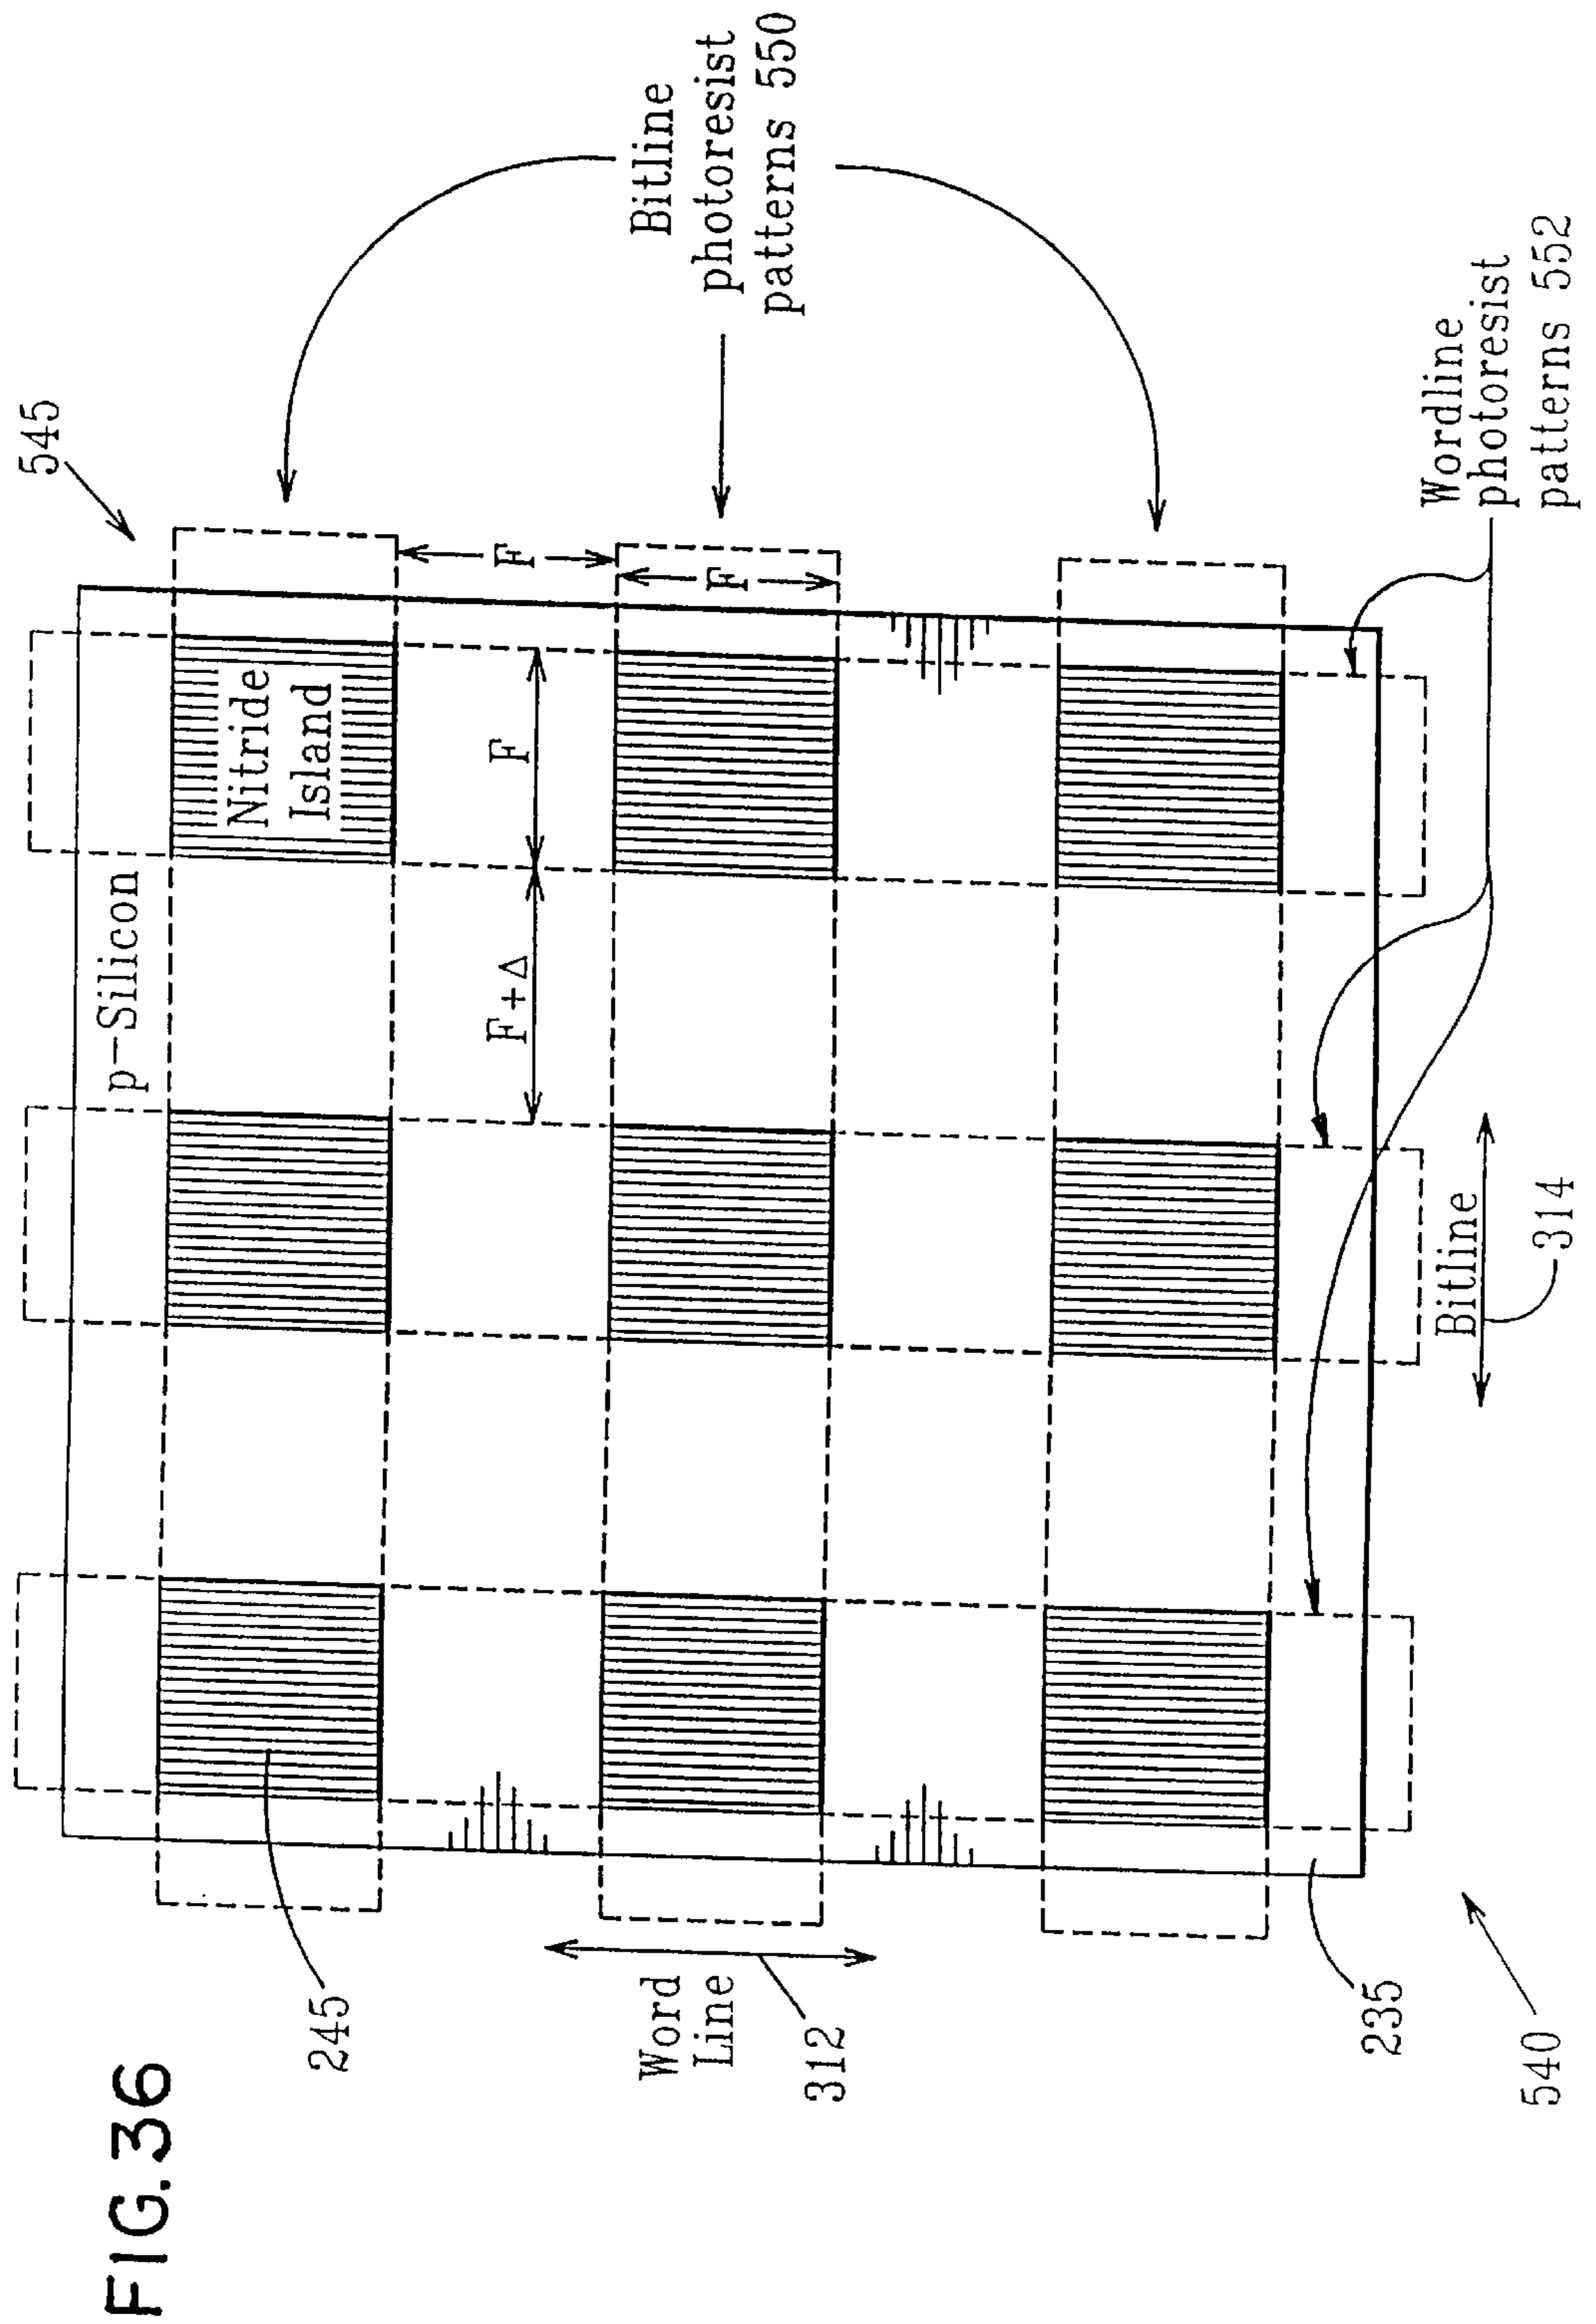 FIG.36
545
p-Silicon
Nitride
Island
Bitline
photoresist
patterns 550
F
F
F
F+Δ
245
Word
Line
312
Wordline
photoresist
patterns 552
Bitline
314
235
540